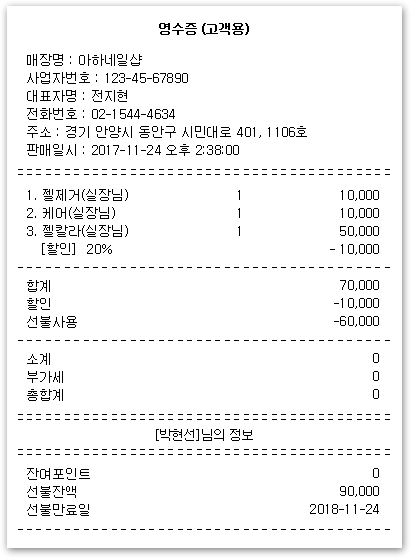 영수증 (고객용)
매장명 : 아하네일샵
사업자번호 : 123-45-67890
대표자명 : 전지현
전화번호 : 02-1544-4634
주소 : 경기 안양시 동안구 시민대로 401, 1106호
판매일시 : 2017-11-24 오후 2:38:00
1. 젤제거(실장님) 1 10,000
2. 케어(실장님) 1 10,000
3. 젤칼라(실장님) 1 50,000
[할인] 20% - 10,000
합계 70,000
할인 -10,000
선불사용 -60,000
소계 0
부가세 0
총합계 0
[박현선]님의 정보
잔여포인트 0
선불잔액 90,000
선불만료일 2018-11-24